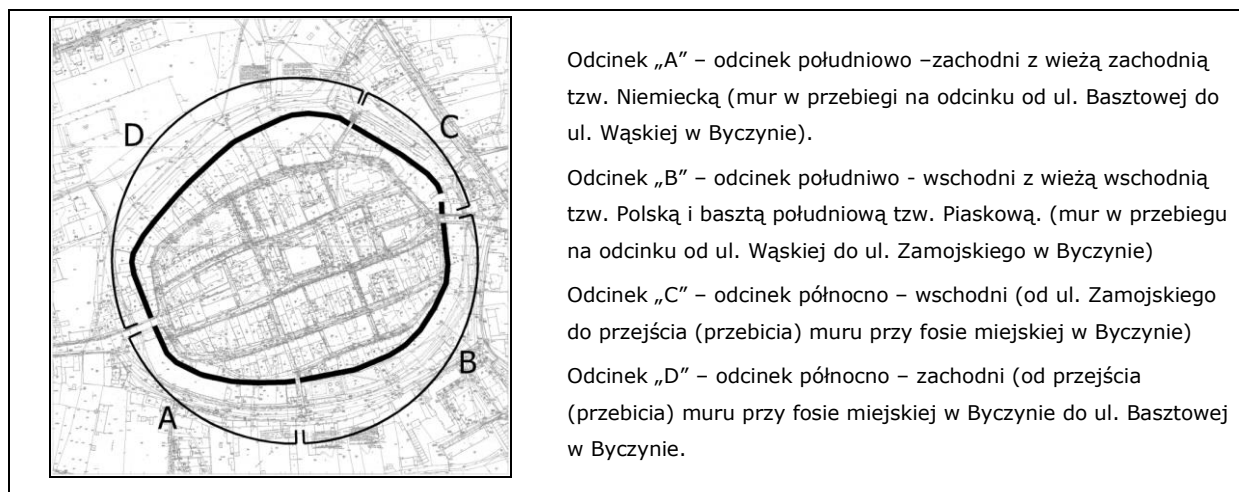 D
C
B
A
Odcinek „A” – odcinek południowo –zachodni z wieżą zachodnią
tzw. Niemiecką (mur w przebiegi na odcinku od ul. Basztowej do
ul. Wąskiej w Byczynie).
Odcinek „B” – odcinek południwo - wschodni z wieżą wschodnią
tzw. Polską i basztą południową tzw. Piaskową. (mur w przebiegu
na odcinku od ul. Wąskiej do ul. Zamojskiego w Byczynie)
Odcinek „C” – odcinek północno – wschodni (od ul. Zamojskiego
do przejścia (przebicia) muru przy fosie miejskiej w Byczynie)
Odcinek „D” – odcinek północno – zachodni (od przejścia
(przebicia) muru przy fosie miejskiej w Byczynie do ul. Basztowej
w Byczynie.